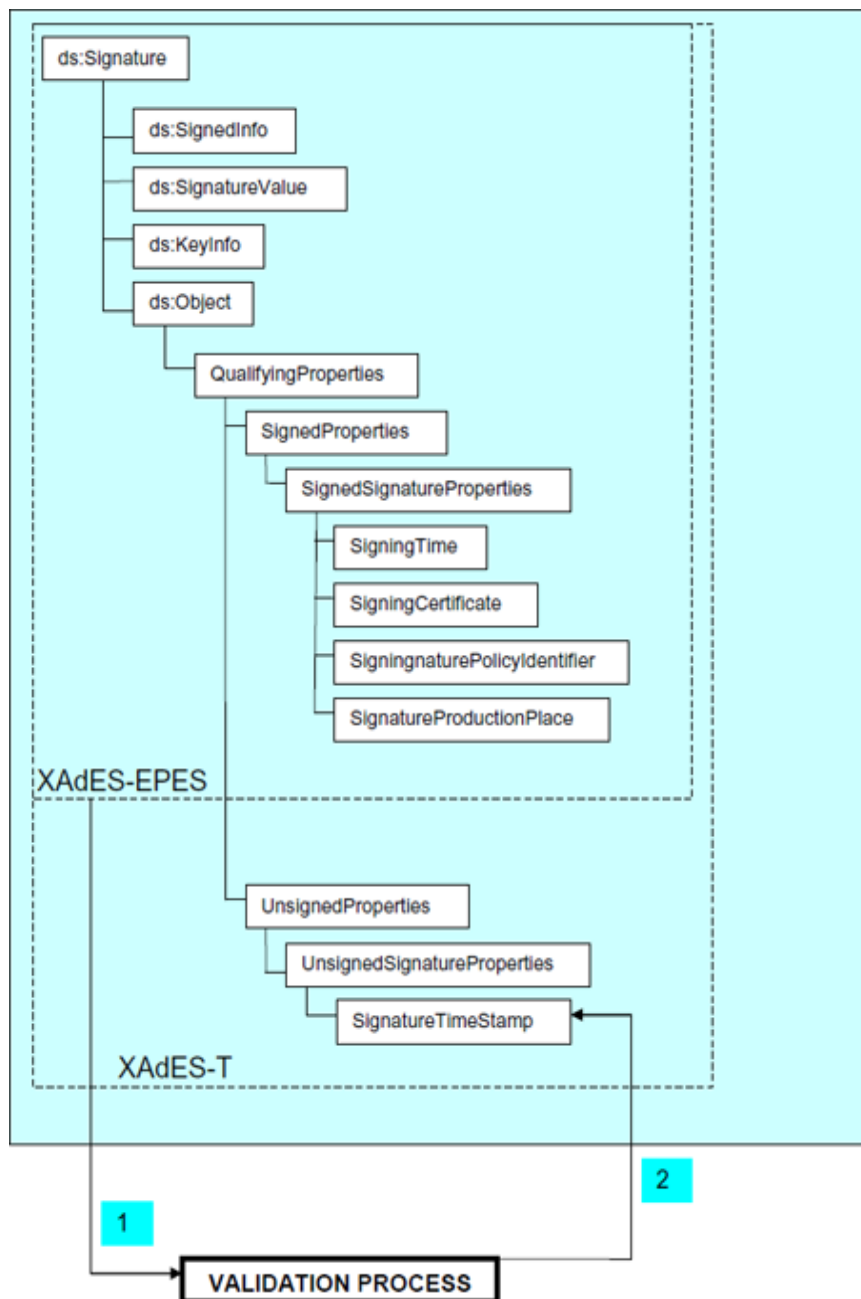 ds:Signature
ds:SignedInfo
ds:SignatureValue
ds:KeyInfo
ds:Object
QualifyingProperties
SignedProperties
SignedSignatureProperties
SigningTime
SigningCertificate
SigningnaturePolicyIdentifier
SignatureProductionPlace
XAdES-EPES
UnsignedProperties
UnsignedSignatureProperties
SignatureTimeStamp
XAdES-T
2
1
VALIDATION PROCESS